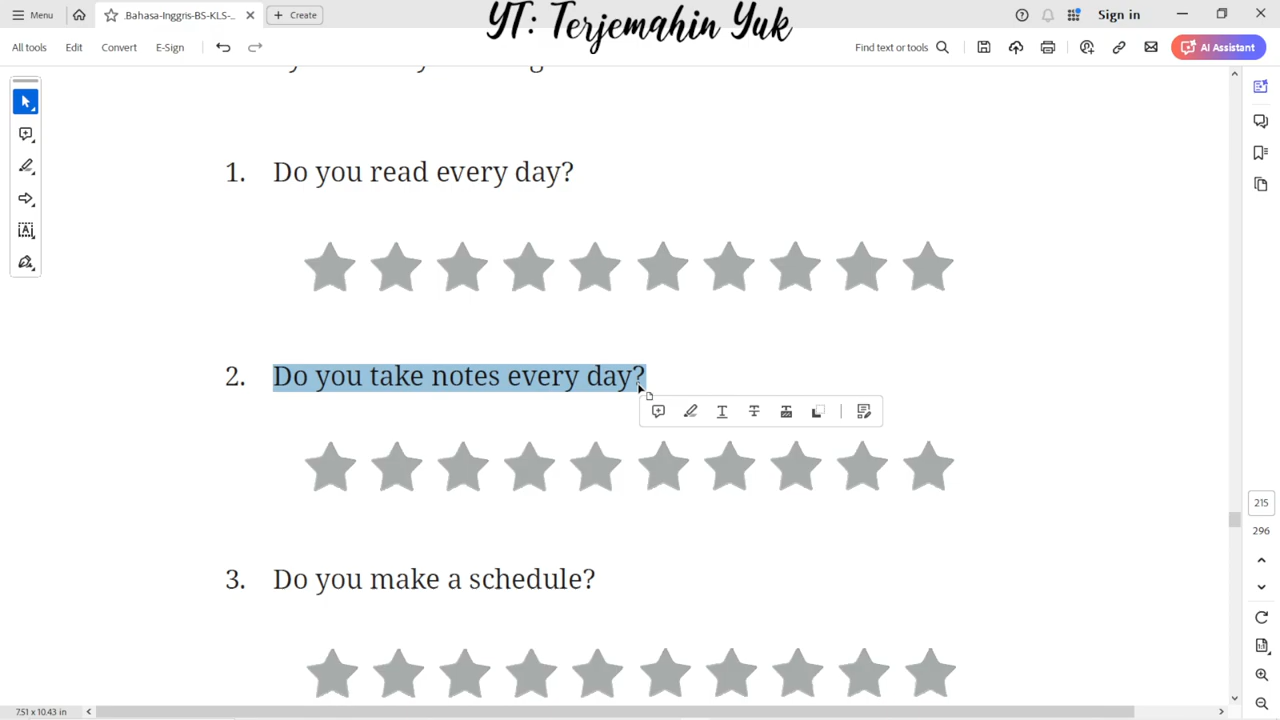 Menu
.Bahasa-Inggris-BS-KLS-...
Create
YT: Terjemahin Yuk
Sign in
All tools
Edit
Convert
E-Sign
Find text or tools
AI Assistant
1. Do you read every day?
2. Do you take notes every day?
3. Do you make a schedule?
215
296
7.51 x 10.43 in